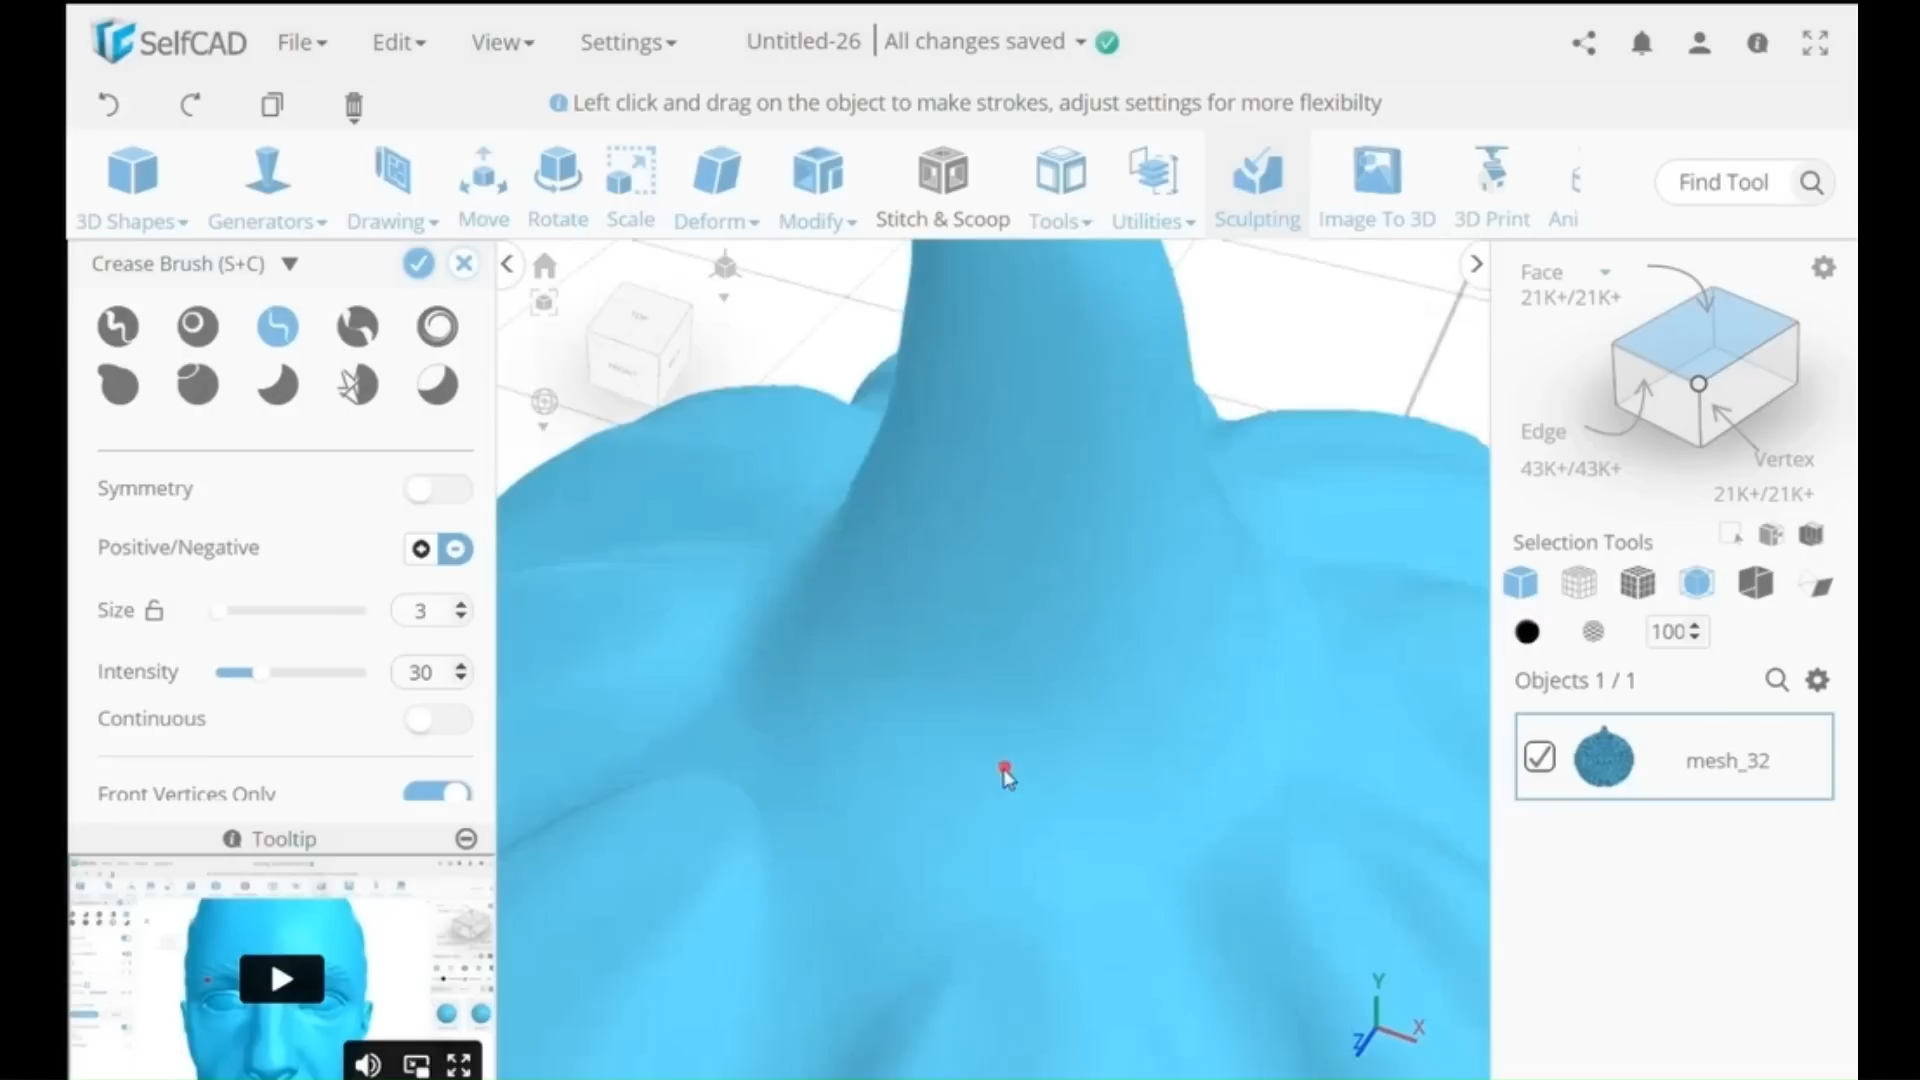 SelfCAD File Edit View Settings Untitled-26 All changes saved
Left click and drag on the object to make strokes, adjust settings for more flexibilty
3D Shapes Generators Drawing Move Rotate Scale Deform Modify Stitch & Scoop Tools Utilities Sculpting Image To 3D 3D Print Ani
Find Tool
Crease Brush (S+C)
Symmetry
Positive/Negative
Size 3
Intensity 30
Continuous
Front Vertices Only
Tooltip
TOP
FRONT
Y
X
Z
Face
21K+/21K+
Edge
43K+/43K+
Vertex
21K+/21K+
Selection Tools
100
Objects 1 / 1
mesh_32